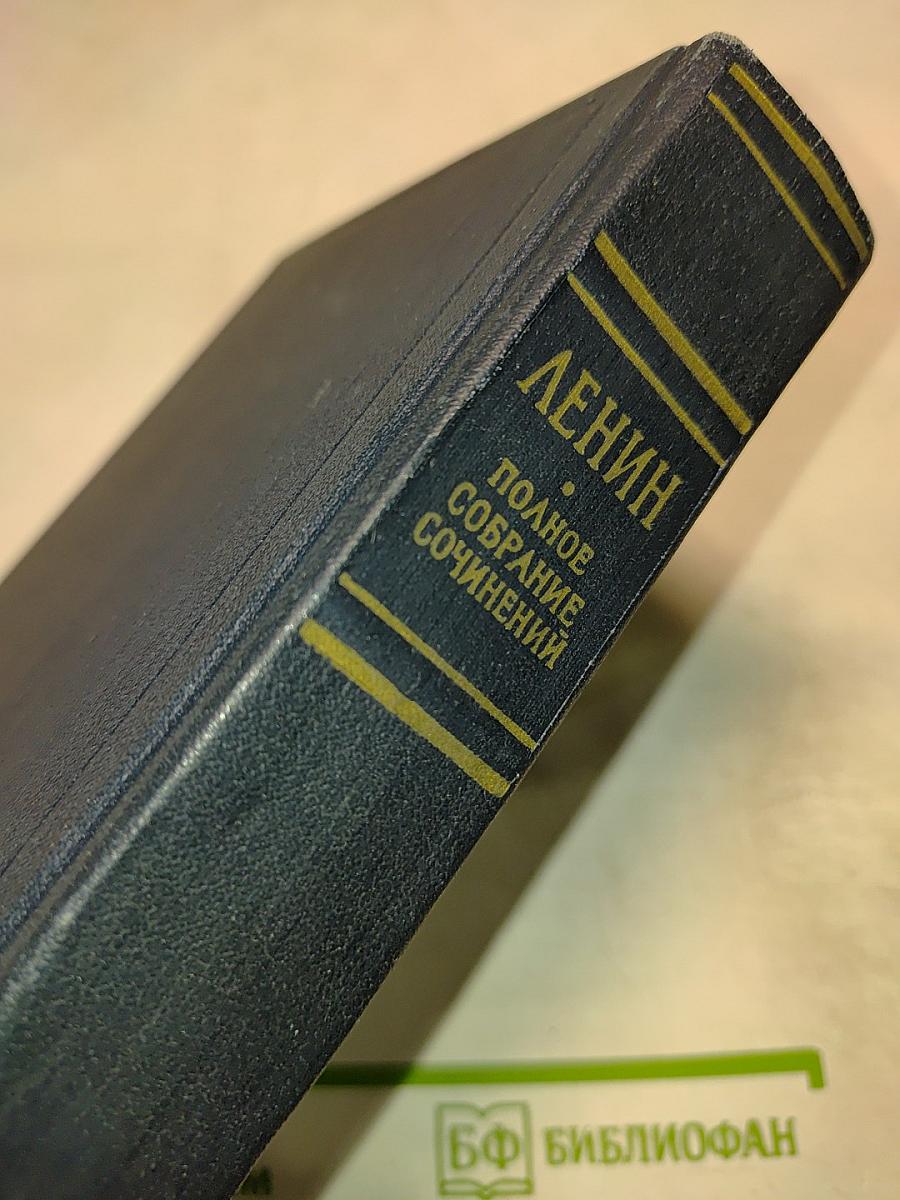 ЛЕНИН
•
ПОЛНОЕ
СОБРАНИЕ
СОЧИНЕНИЙ
БФ БИБЛИОФАН